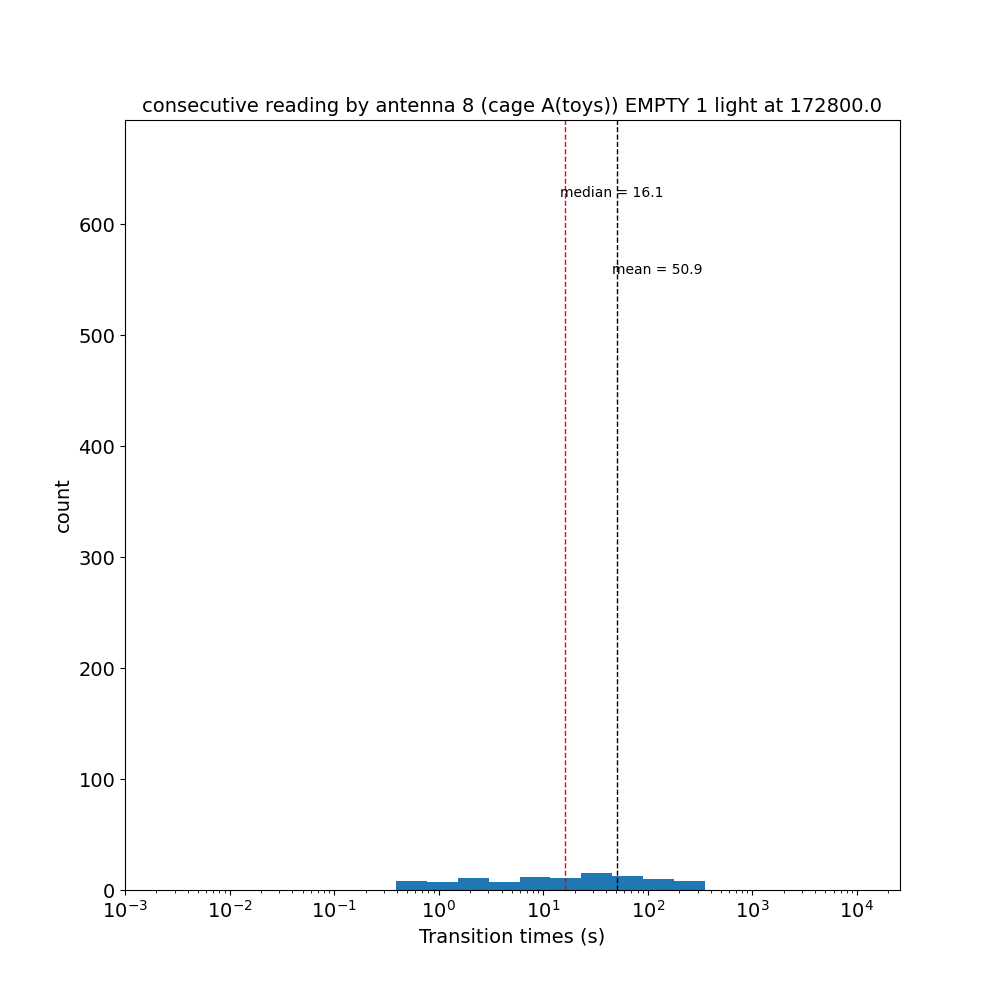 consecutive reading by antenna 8 (cage A(toys)) EMPTY 1 light at 172800.0
median = 16.1
mean = 50.9
600
500
400
300
200
100
0
count
10⁻³ 10⁻² 10⁻¹ 10⁰ 10¹ 10² 10³ 10⁴
Transition times (s)